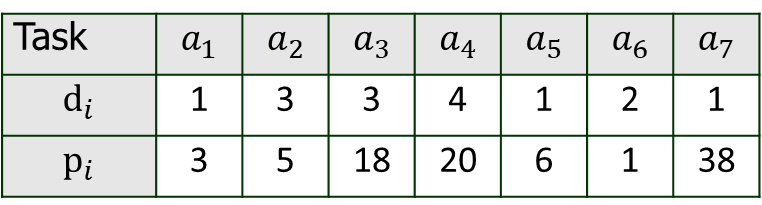 Task a₁ a₂ a₃ a₄ a₅ a₆ a₇
dᵢ 1 3 3 4 1 2 1
pᵢ 3 5 18 20 6 1 38